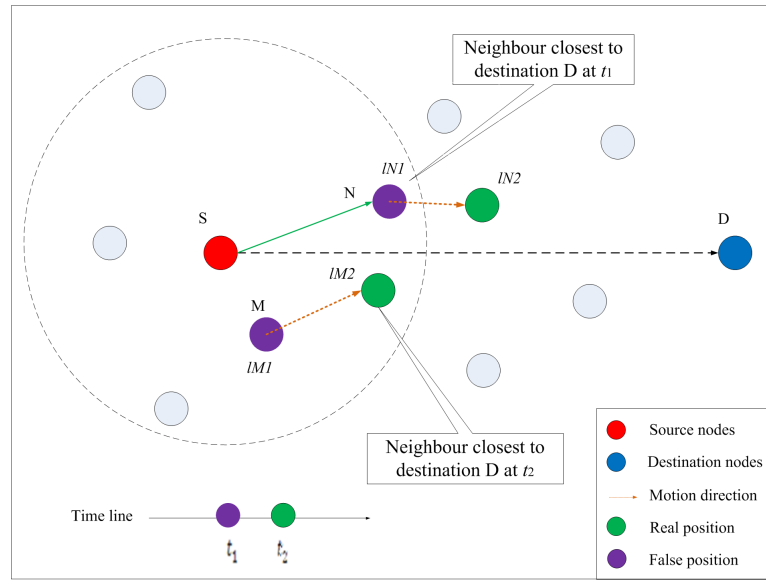 Neighbour closest to
destination D at t1
lN1
lN2
N
S
D
lM2
M
lM1
Neighbour closest to
destination D at t2
Source nodes
Destination nodes
Motion direction
Real position
False position
Time line
t1
t2